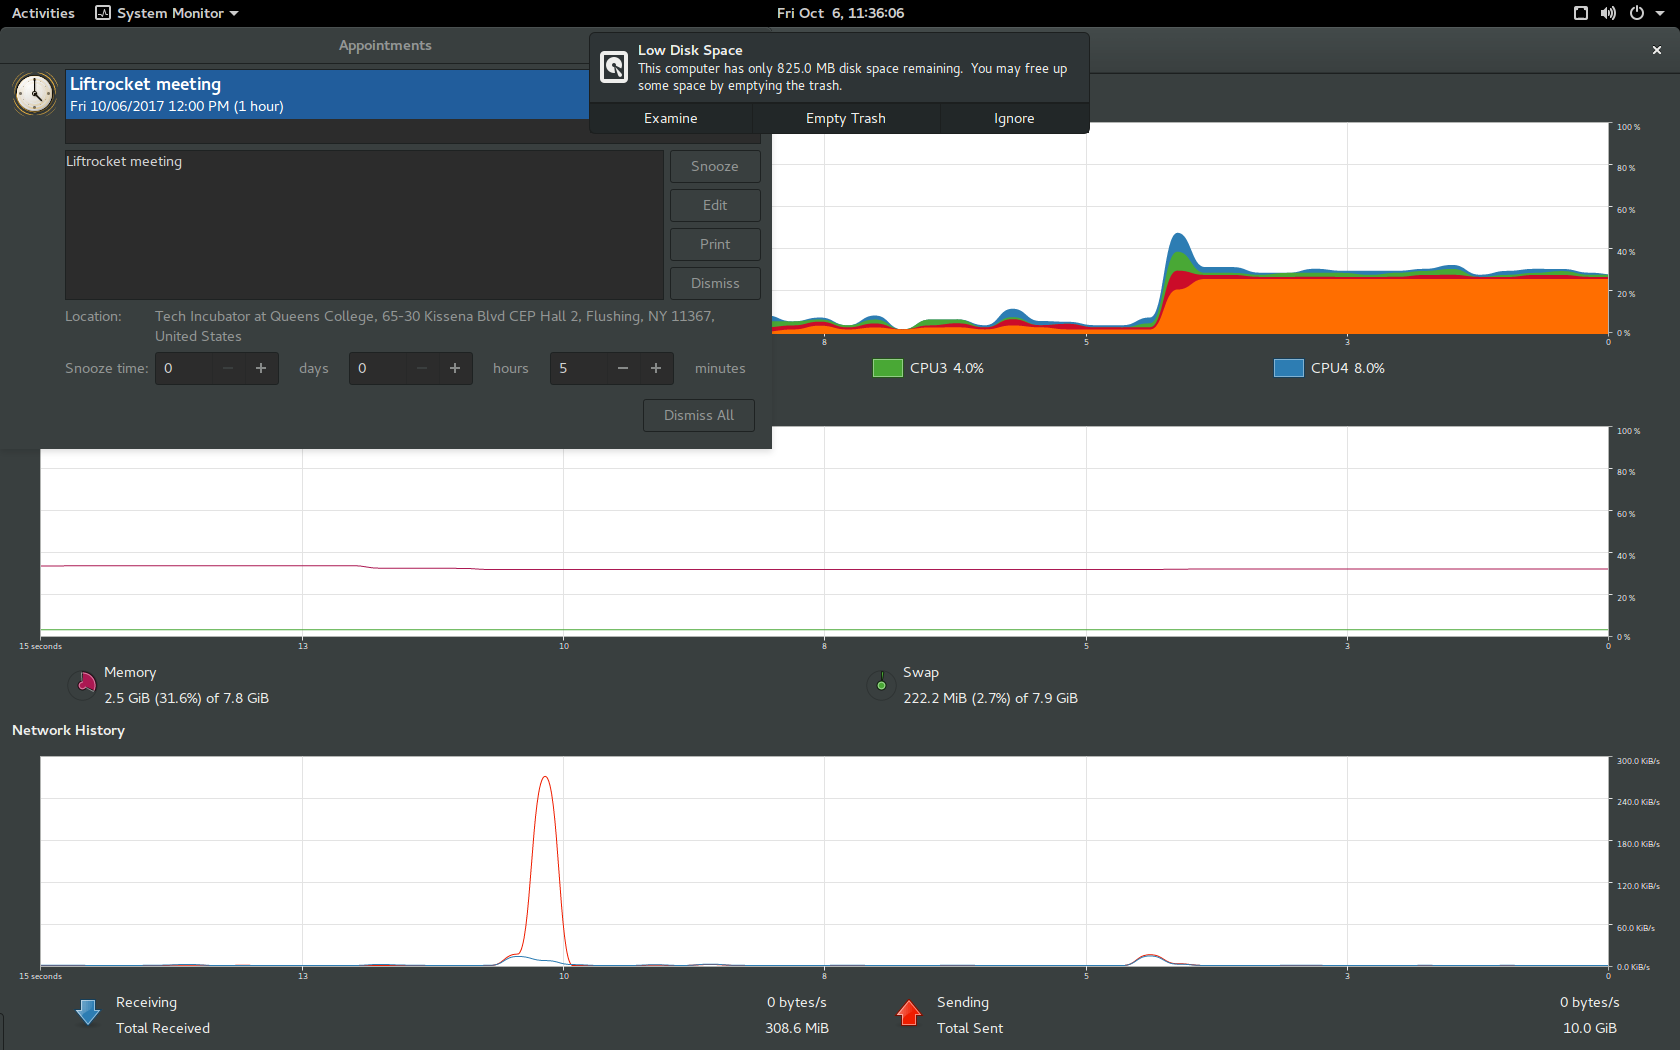 Activities System Monitor Fri Oct 6, 11:36:06
Appointments
Low Disk Space
This computer has only 825.0 MB disk space remaining. You may free up
some space by emptying the trash.
Examine Empty Trash Ignore
Liftrocket meeting
Fri 10/06/2017 12:00 PM (1 hour)
Liftrocket meeting
Snooze
Edit
Print
Dismiss
Location: Tech Incubator at Queens College, 65-30 Kissena Blvd CEP Hall 2, Flushing, NY 11367,
United States
Snooze time: 0 − + days 0 − + hours 5 − + minutes
Dismiss All
100 %
80 %
60 %
40 %
20 %
0 %
8 5 3 0
CPU3 4.0% CPU4 8.0%
100 %
80 %
60 %
40 %
20 %
0 %
15 seconds 13 10 8 5 3 0
Memory
2.5 GiB (31.6%) of 7.8 GiB
Swap
222.2 MiB (2.7%) of 7.9 GiB
Network History
300.0 KiB/s
240.0 KiB/s
180.0 KiB/s
120.0 KiB/s
60.0 KiB/s
0.0 KiB/s
15 seconds 13 10 8 5 3 0
Receiving 0 bytes/s
Total Received 308.6 MiB
Sending 0 bytes/s
Total Sent 10.0 GiB